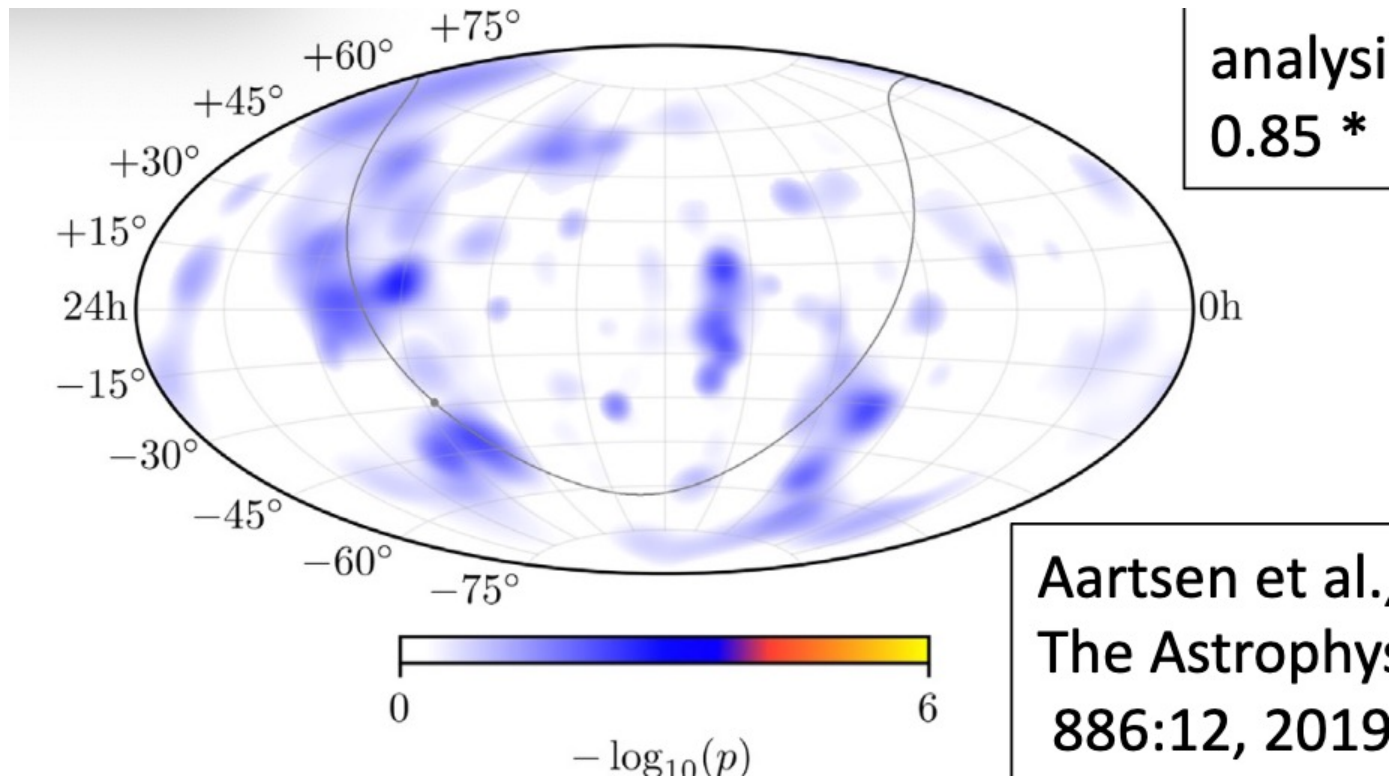 +75°
+60°
+45°
+30°
+15°
24h
0h
−15°
−30°
−45°
−60°
−75°
0
6
− log₁₀(p)
analysi
0.85 *
Aartsen et al.,
The Astrophys
886:12, 2019